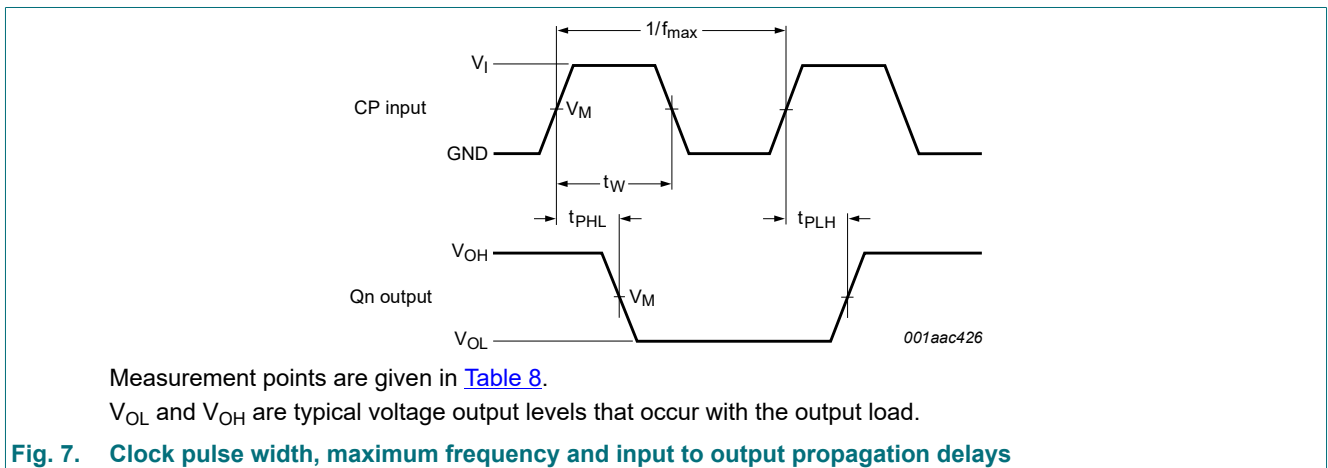 1/fmax
VI
CP input
VM
GND
tW
tPHL
tPLH
VOH
Qn output
VM
VOL
001aac426
Measurement points are given in Table 8.
VOL and VOH are typical voltage output levels that occur with the output load.
Fig. 7. Clock pulse width, maximum frequency and input to output propagation delays